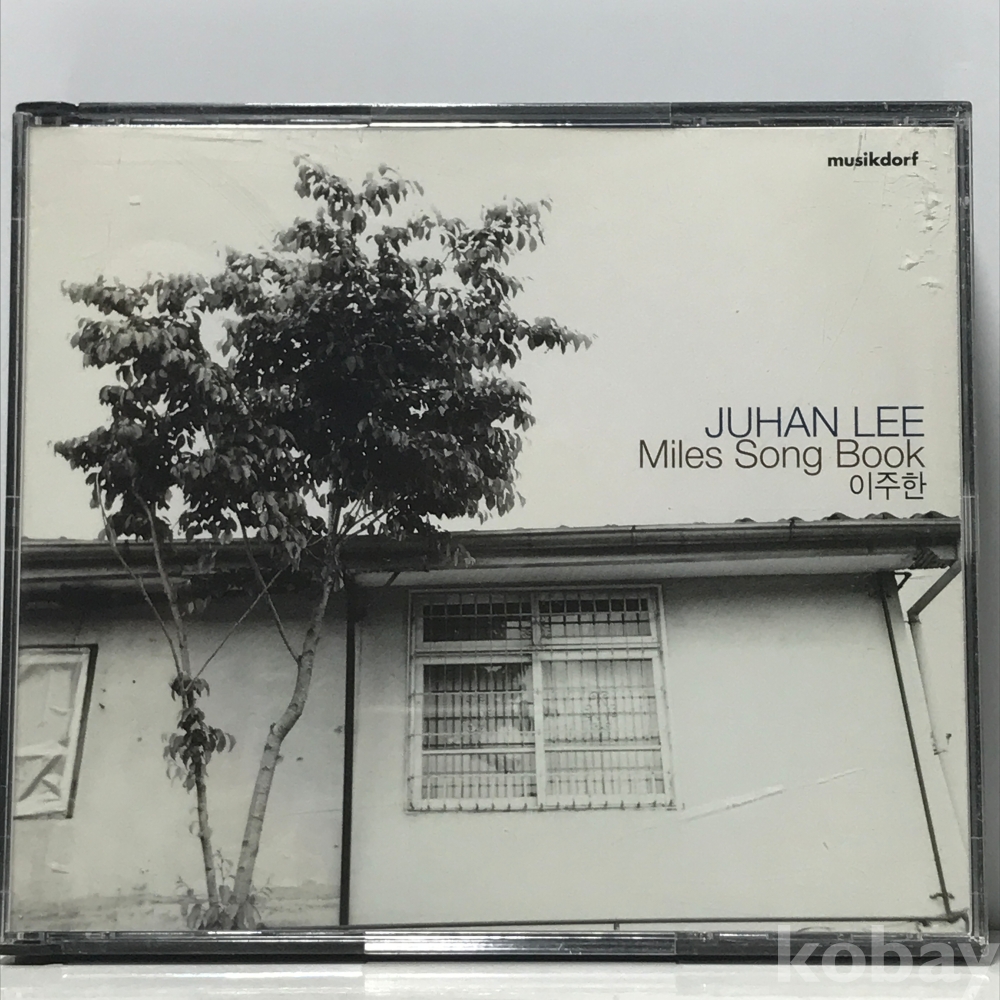 musikdorf
JUHAN LEE
Miles Song Book
이주한
kobay